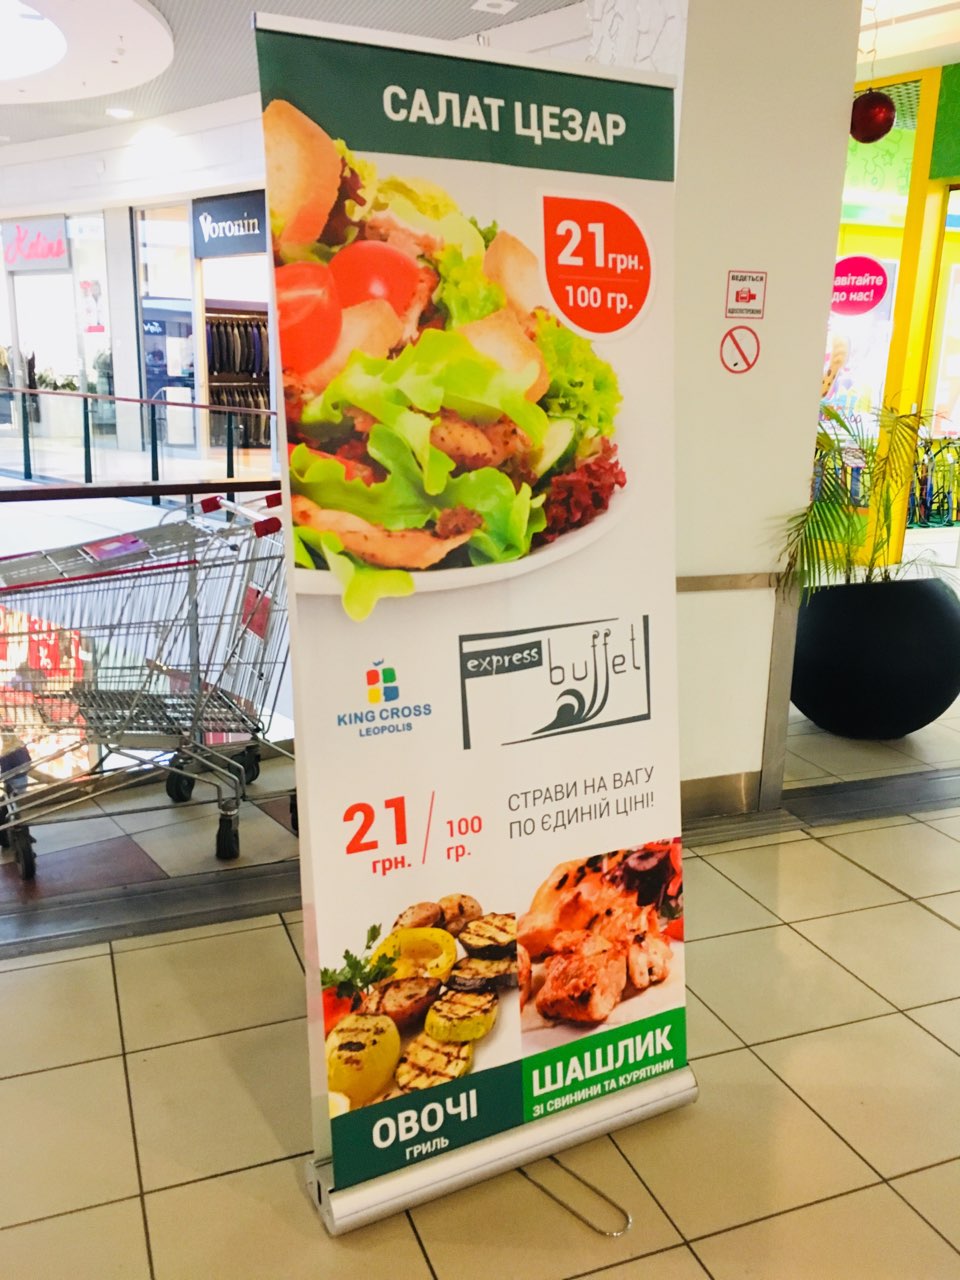 САЛАТ ЦЕЗАР
21 грн.
100 гр.
Voronin
ВЕДЕТЬСЯ
ВІДЕОСПОСТЕРЕЖЕННЯ
завітайте
до нас!
express
buffet
KING CROSS
LEOPOLIS
21 грн. / 100 гр.
СТРАВИ НА ВАГУ
ПО ЄДИНІЙ ЦІНІ!
ОВОЧІ
ГРИЛЬ
ШАШЛИК
ЗІ СВИНИНИ ТА КУРЯТИНИ